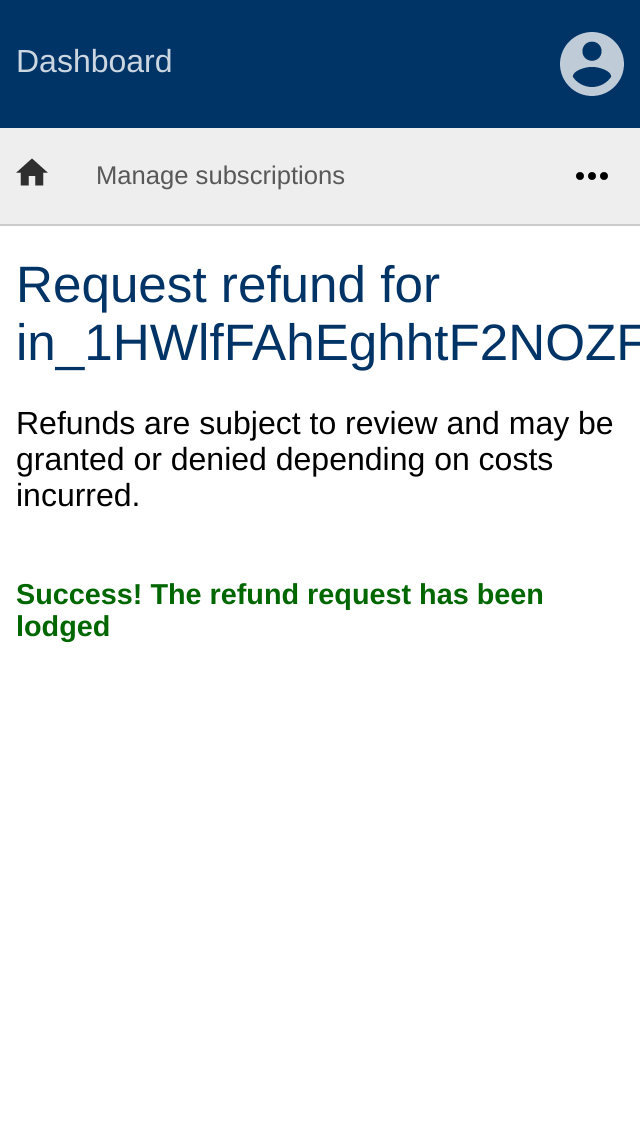 Dashboard
Manage subscriptions
Request refund for
in_1HWlfFAhEghhtF2NOZF
Refunds are subject to review and may be
granted or denied depending on costs
incurred.
Success! The refund request has been
lodged